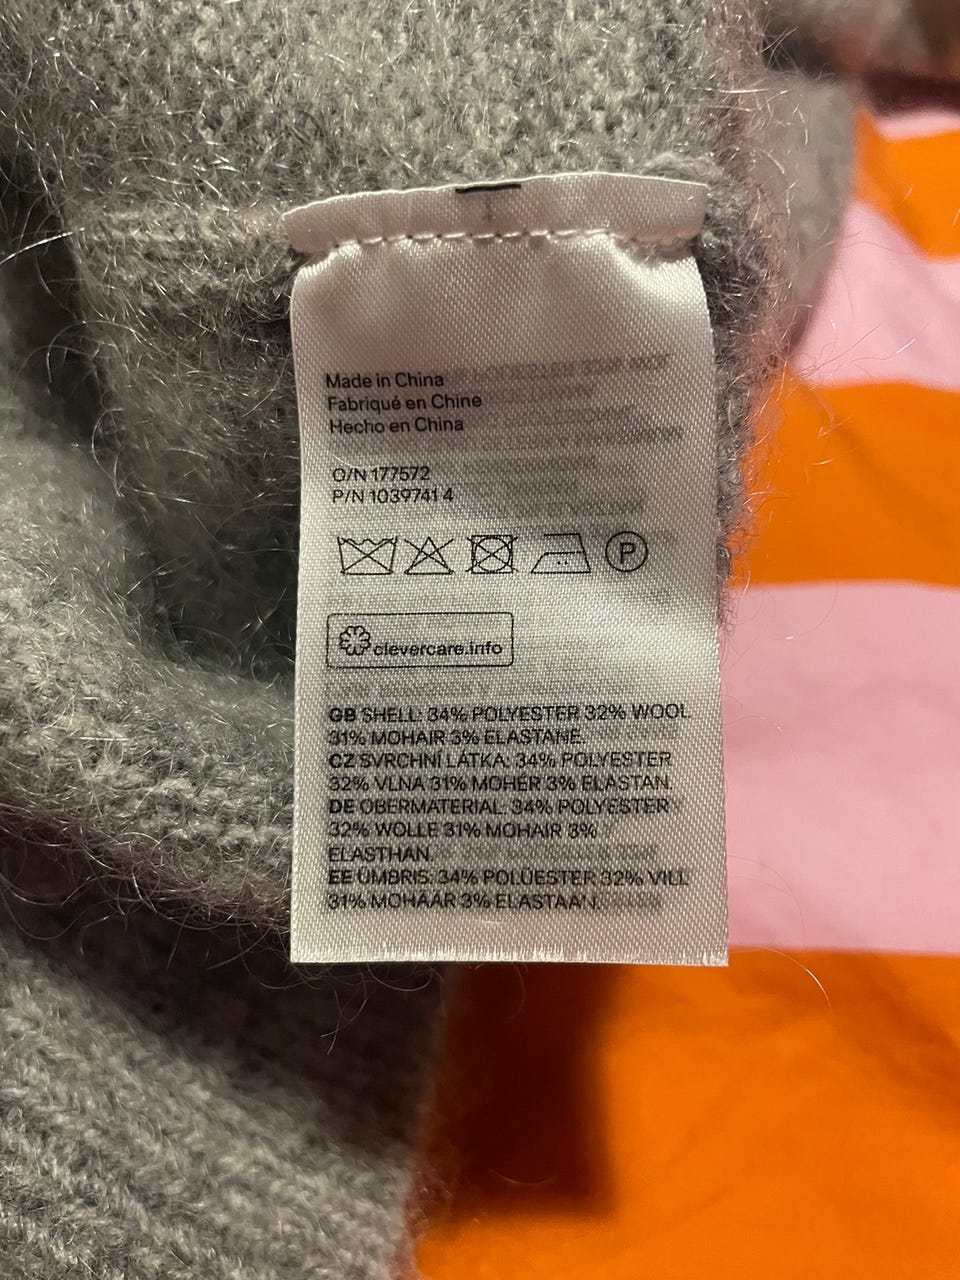 Made in China
Fabriqué en Chine
Hecho en China
O/N 177572
P/N 1039741 4
P
clevercare.info
GB SHELL: 34% POLYESTER 32% WOOL
31% MOHAIR 3% ELASTANE.
CZ SVRCHNÍ LÁTKA: 34% POLYESTER
32% VLNA 31% MOHÉR 3% ELASTAN.
DE OBERMATERIAL: 34% POLYESTER
32% WOLLE 31% MOHAIR 3%
ELASTHAN.
EE ÜMBRIS: 34% POLÜESTER 32% VILL
31% MOHÄÄR 3% ELASTAAN.